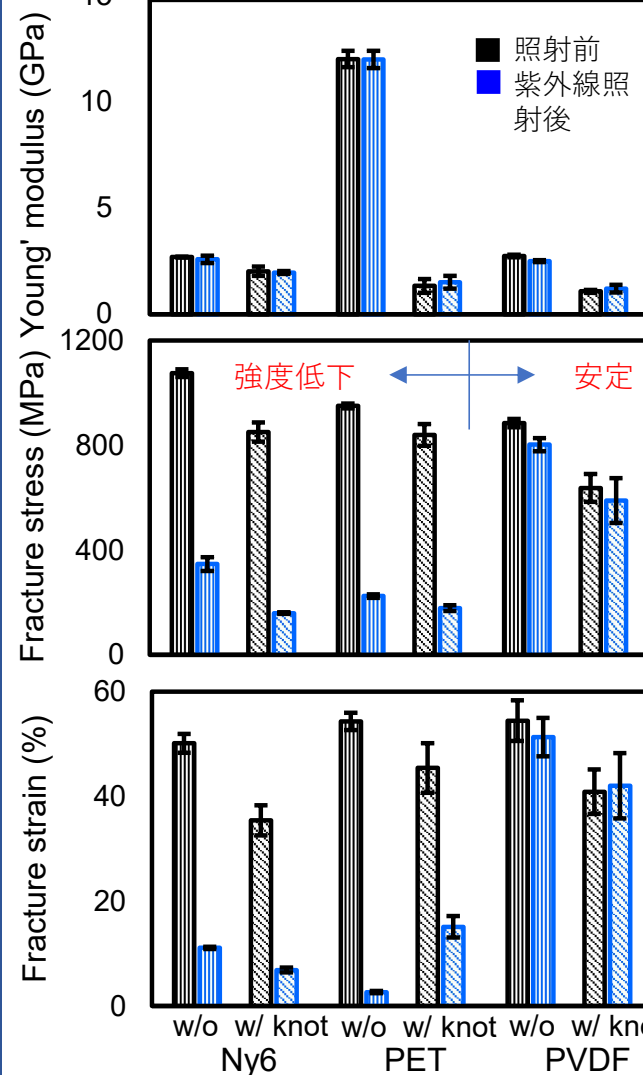 Young' modulus (GPa)
10
5
0
照射前
紫外線照
射後
Fracture stress (MPa)
1200
800
400
0
強度低下
安定
Fracture strain (%)
60
40
20
0
w/o w/ knot w/o w/ knot w/o w/ kno
Ny6 PET PVDF